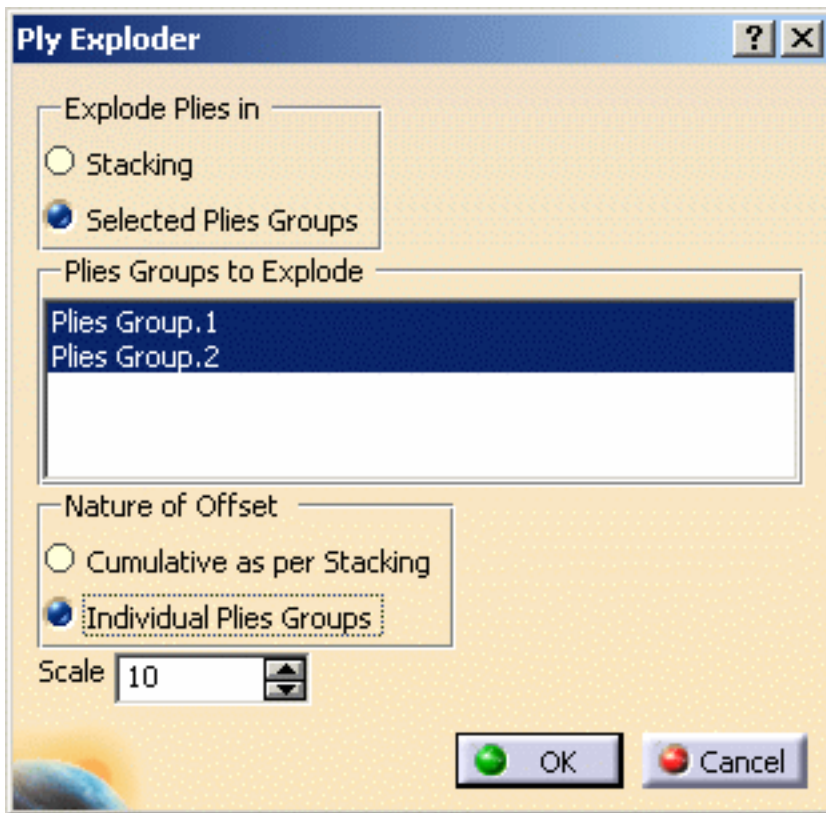 Ply Exploder
Explode Plies in
Stacking
Selected Plies Groups
Plies Groups to Explode
Plies Group.1
Plies Group.2
Nature of Offset
Cumulative as per Stacking
Individual Plies Groups
Scale 10
OK Cancel